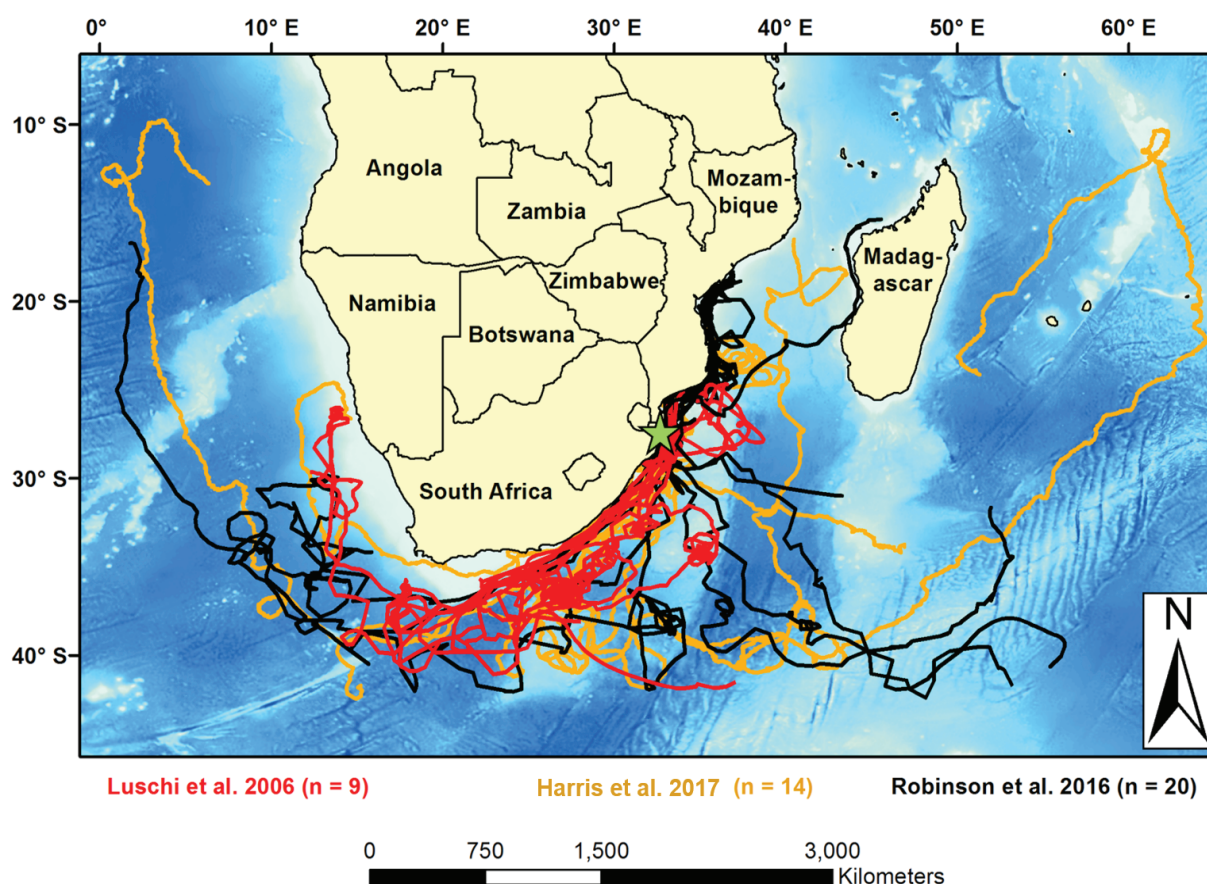 0° 10° E 20° E 30° E 40° E 50° E 60° E
10° S
20° S
30° S
40° S
Angola
Zambia
Mozam-
bique
Zimbabwe
Madag-
ascar
Namibia
Botswana
South Africa
N
Luschi et al. 2006 (n = 9) Harris et al. 2017 (n = 14) Robinson et al. 2016 (n = 20)
0 750 1,500 3,000
Kilometers